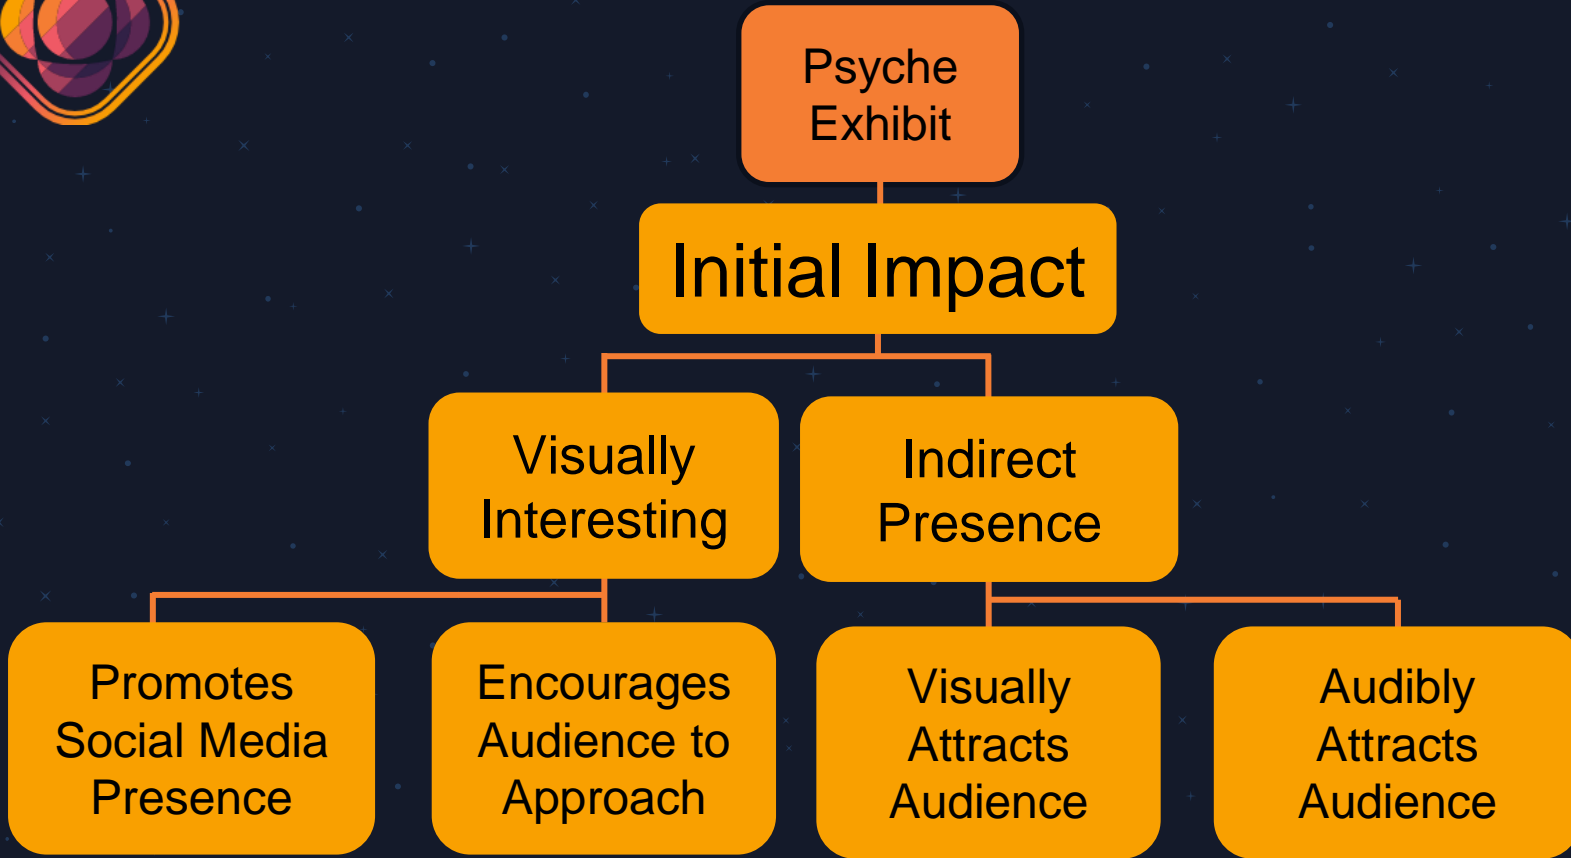 Psyche
Exhibit
Initial Impact
Visually
Interesting
Indirect
Presence
Promotes
Social Media
Presence
Encourages
Audience to
Approach
Visually
Attracts
Audience
Audibly
Attracts
Audience